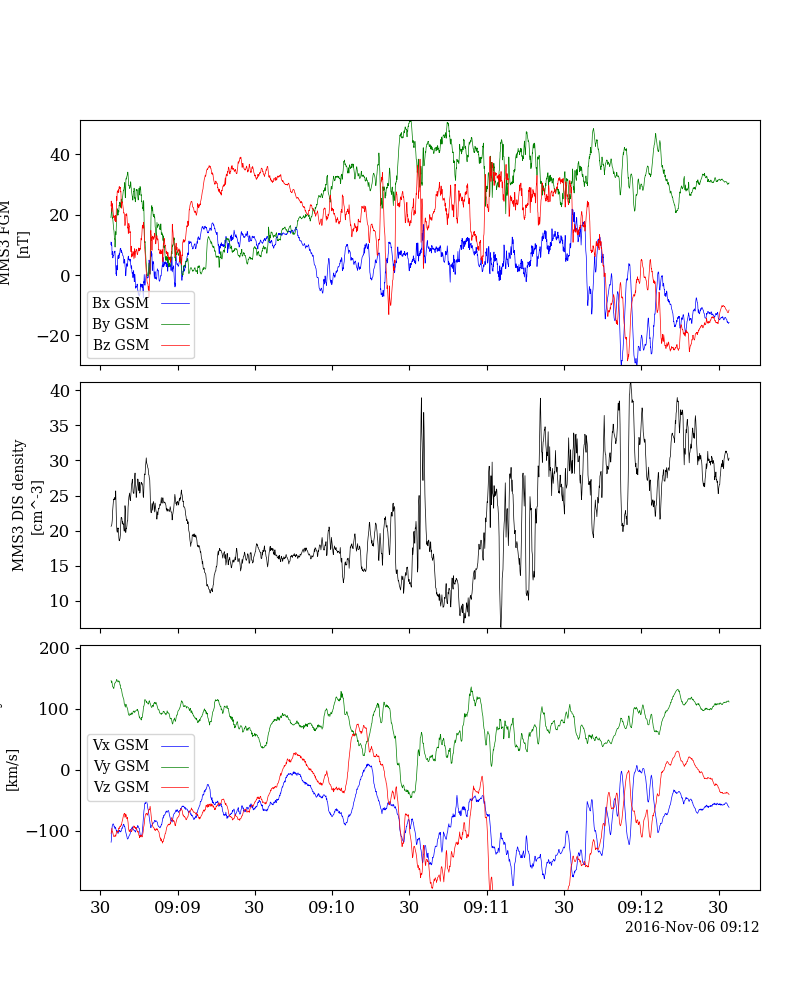 40
20
0
−20
MMS3 FGM
[nT]
Bx GSM
By GSM
Bz GSM
40
35
30
25
20
15
10
MMS3 DIS density
[cm^-3]
200
100
0
−100
[km/s]
Vx GSM
Vy GSM
Vz GSM
30
09:09
30
09:10
30
09:11
30
09:12
30
2016-Nov-06 09:12